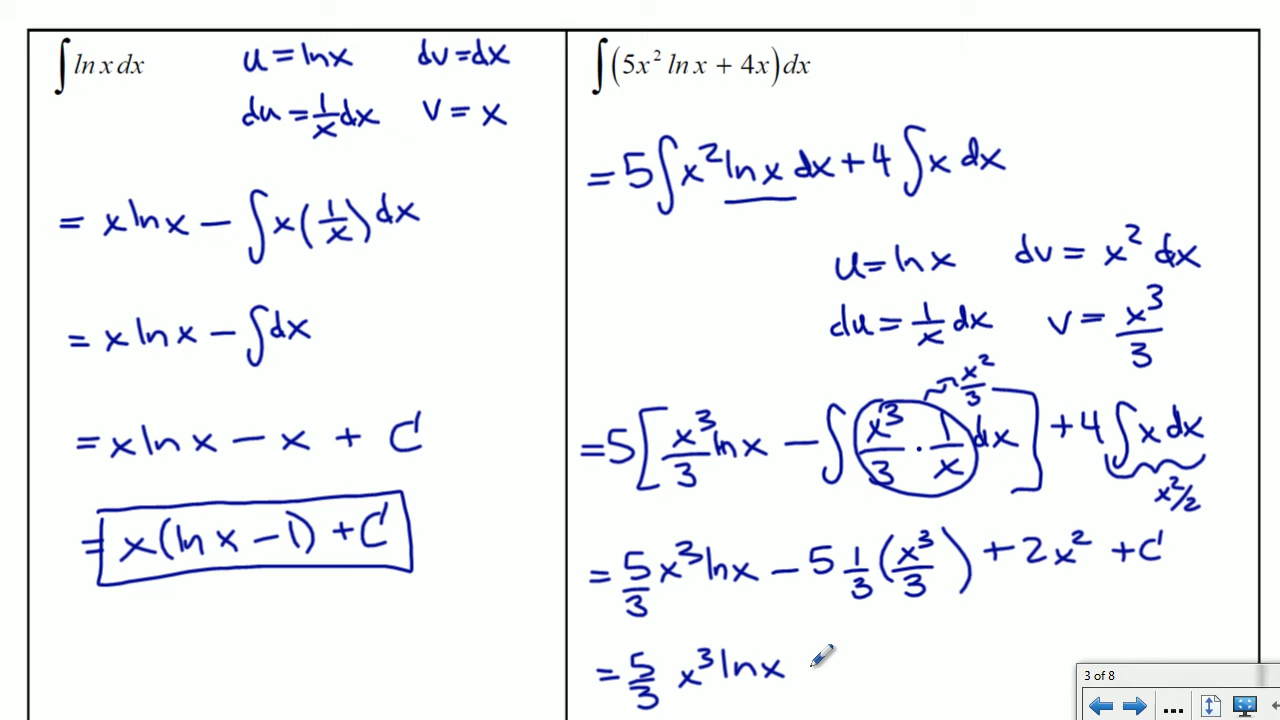 ∫ ln x dx
u = ln x   dv = dx
du = 1/x dx   v = x
= x ln x − ∫ x(1/x) dx
= x ln x − ∫ dx
= x ln x − x + C
= x(ln x − 1) + C
∫ (5x² ln x + 4x) dx
= 5 ∫ x² ln x dx + 4 ∫ x dx
u = ln x   dv = x² dx
du = 1/x dx   v = x³/3
x²/3
= 5 [ x³/3 ln x − ∫ x³/3 · 1/x dx ] + 4 ∫ x dx
x²/2
= 5/3 x³ ln x − 5 1/3 (x³/3) + 2x² + C
= 5/3 x³ ln x
3 of 8
...